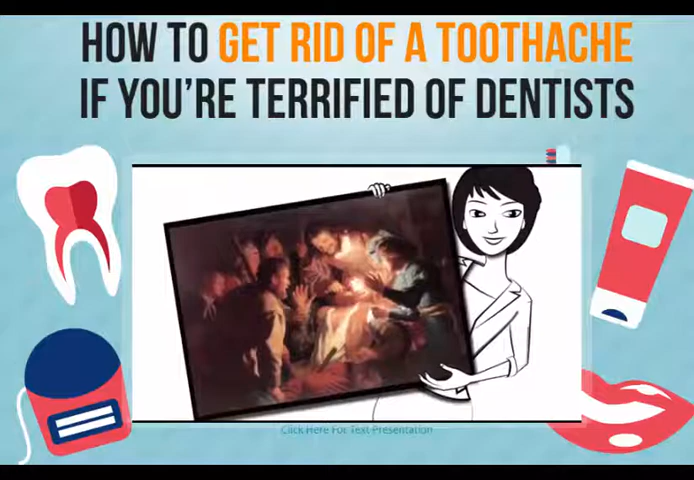 HOW TO GET RID OF A TOOTHACHE
IF YOU'RE TERRIFIED OF DENTISTS
Click Here For Text Presentation